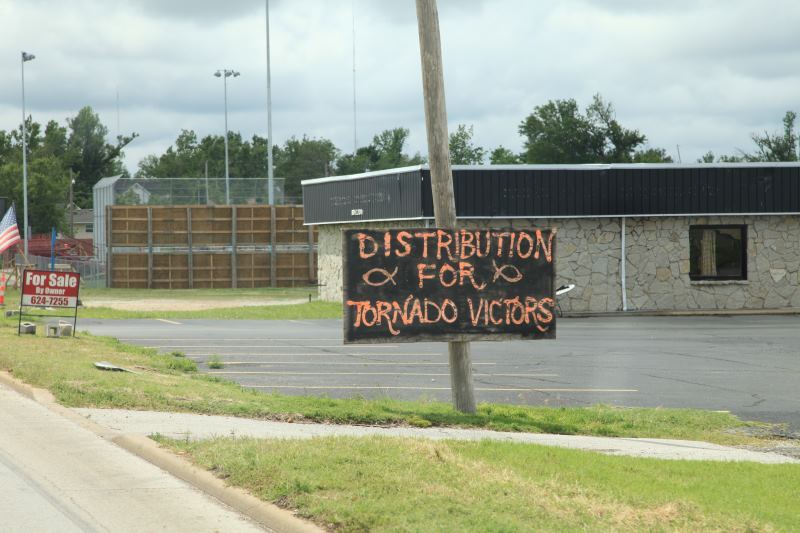 DISTRIBUTION
FOR
TORNADO VICTORS
For Sale
By Owner
624-7255